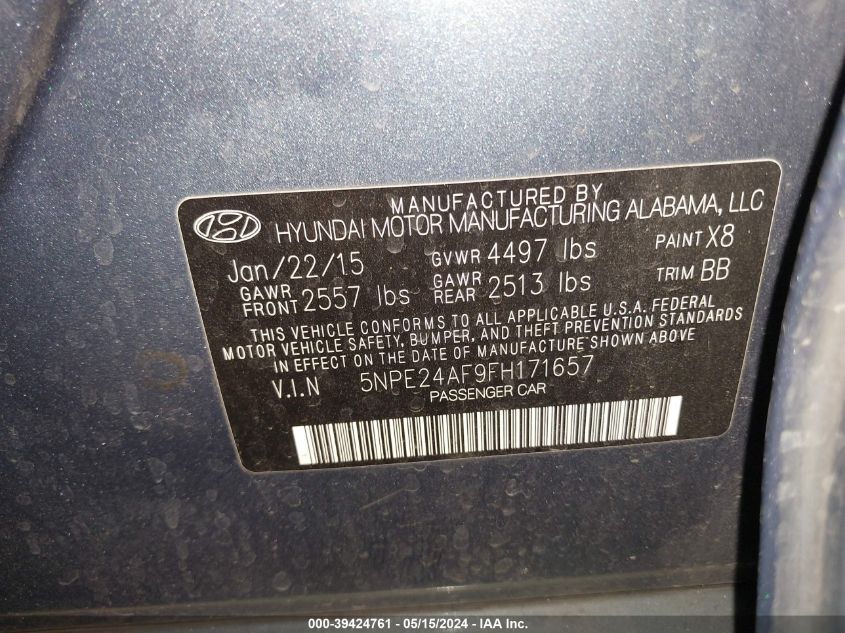 MANUFACTURED BY
HYUNDAI MOTOR MANUFACTURING ALABAMA, LLC
Jan/22/15 GVWR 4497 lbs PAINT X8
GAWR FRONT 2557 lbs GAWR REAR 2513 lbs TRIM BB
THIS VEHICLE CONFORMS TO ALL APPLICABLE U.S.A. FEDERAL
MOTOR VEHICLE SAFETY, BUMPER, AND THEFT PREVENTION STANDARDS
IN EFFECT ON THE DATE OF MANUFACTURE SHOWN ABOVE
V.I.N 5NPE24AF9FH171657
PASSENGER CAR
000-39424761 - 05/15/2024 - IAA, Inc.